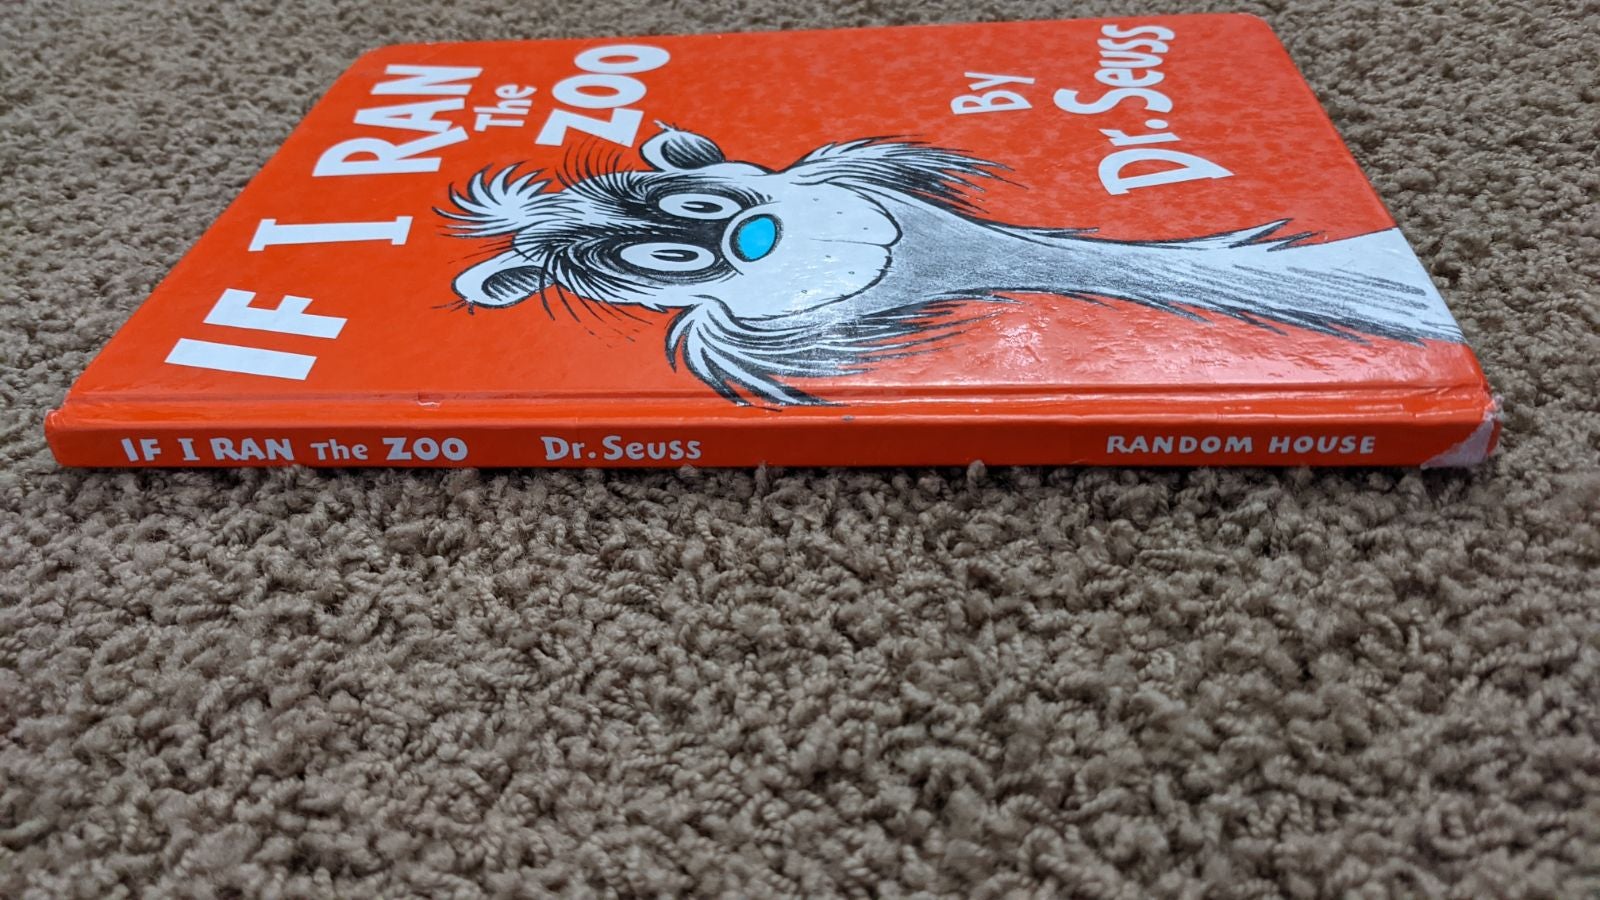 IF I RAN
The
ZOO
By
Dr. Seuss
IF I RAN The ZOO Dr. Seuss RANDOM HOUSE